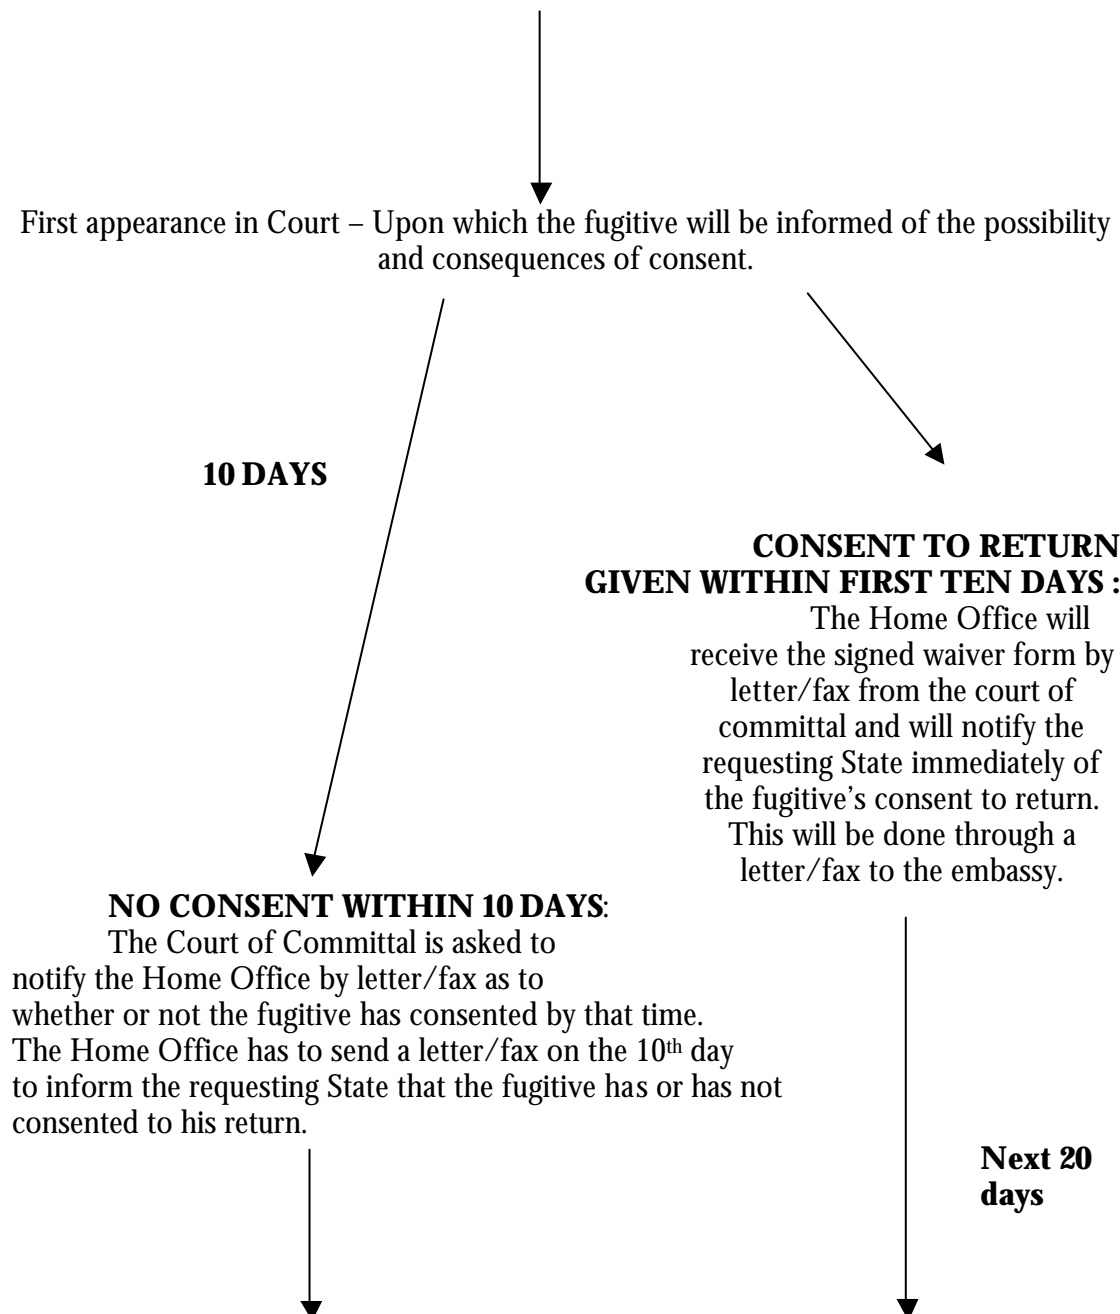 First appearance in Court – Upon which the fugitive will be informed of the possibility
and consequences of consent.
10 DAYS
CONSENT TO RETURN
GIVEN WITHIN FIRST TEN DAYS :
The Home Office will
receive the signed waiver form by
letter/fax from the court of
committal and will notify the
requesting State immediately of
the fugitive’s consent to return.
This will be done through a
letter/fax to the embassy.
NO CONSENT WITHIN 10 DAYS:
The Court of Committal is asked to
notify the Home Office by letter/fax as to
whether or not the fugitive has consented by that time.
The Home Office has to send a letter/fax on the 10th day
to inform the requesting State that the fugitive has or has not
consented to his return.
Next 20
days